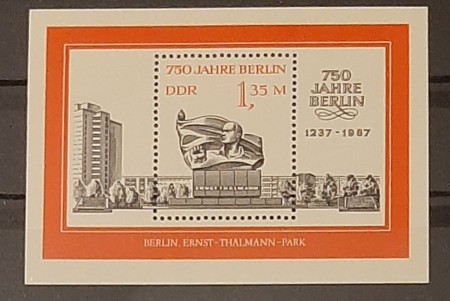 750 JAHRE BERLIN
DDR 1,35 M
750
JAHRE
BERLIN
1237-1987
BERLIN, ERNST-THÄLMANN-PARK